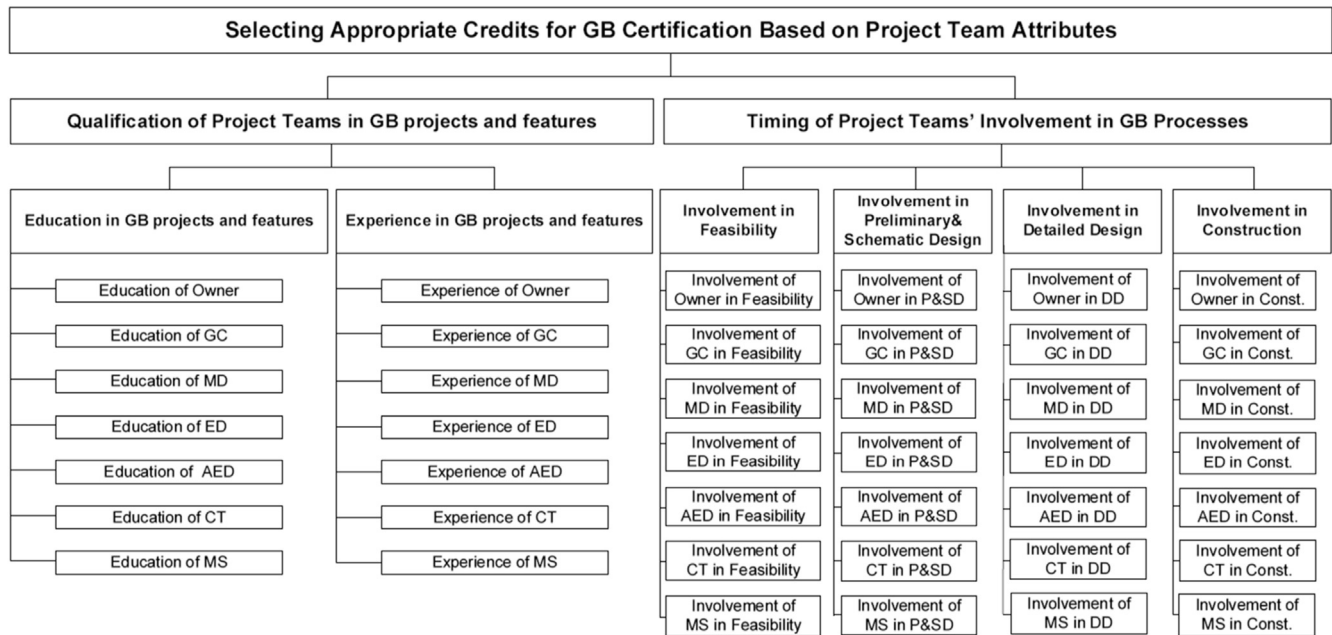 Selecting Appropriate Credits for GB Certification Based on Project Team Attributes
Qualification of Project Teams in GB projects and features
Timing of Project Teams’ Involvement in GB Processes
Education in GB projects and features
Experience in GB projects and features
Involvement in
Feasibility
Involvement in
Preliminary&
Schematic Design
Involvement in
Detailed Design
Involvement in
Construction
Education of Owner
Education of GC
Education of MD
Education of ED
Education of AED
Education of CT
Education of MS
Experience of Owner
Experience of GC
Experience of MD
Experience of ED
Experience of AED
Experience of CT
Experience of MS
Involvement of
Owner in Feasibility
Involvement of
GC in Feasibility
Involvement of
MD in Feasibility
Involvement of
ED in Feasibility
Involvement of
AED in Feasibility
Involvement of
CT in Feasibility
Involvement of
MS in Feasibility
Involvement of
Owner in P&SD
Involvement of
GC in P&SD
Involvement of
MD in P&SD
Involvement of
ED in P&SD
Involvement of
AED in P&SD
Involvement of
CT in P&SD
Involvement of
MS in P&SD
Involvement of
Owner in DD
Involvement of
GC in DD
Involvement of
MD in DD
Involvement of
ED in DD
Involvement of
AED in DD
Involvement of
CT in DD
Involvement of
MS in DD
Involvement of
Owner in Const.
Involvement of
GC in Const.
Involvement of
MD in Const.
Involvement of
ED in Const.
Involvement of
AED in Const.
Involvement of
CT in Const.
Involvement of
MS in Const.